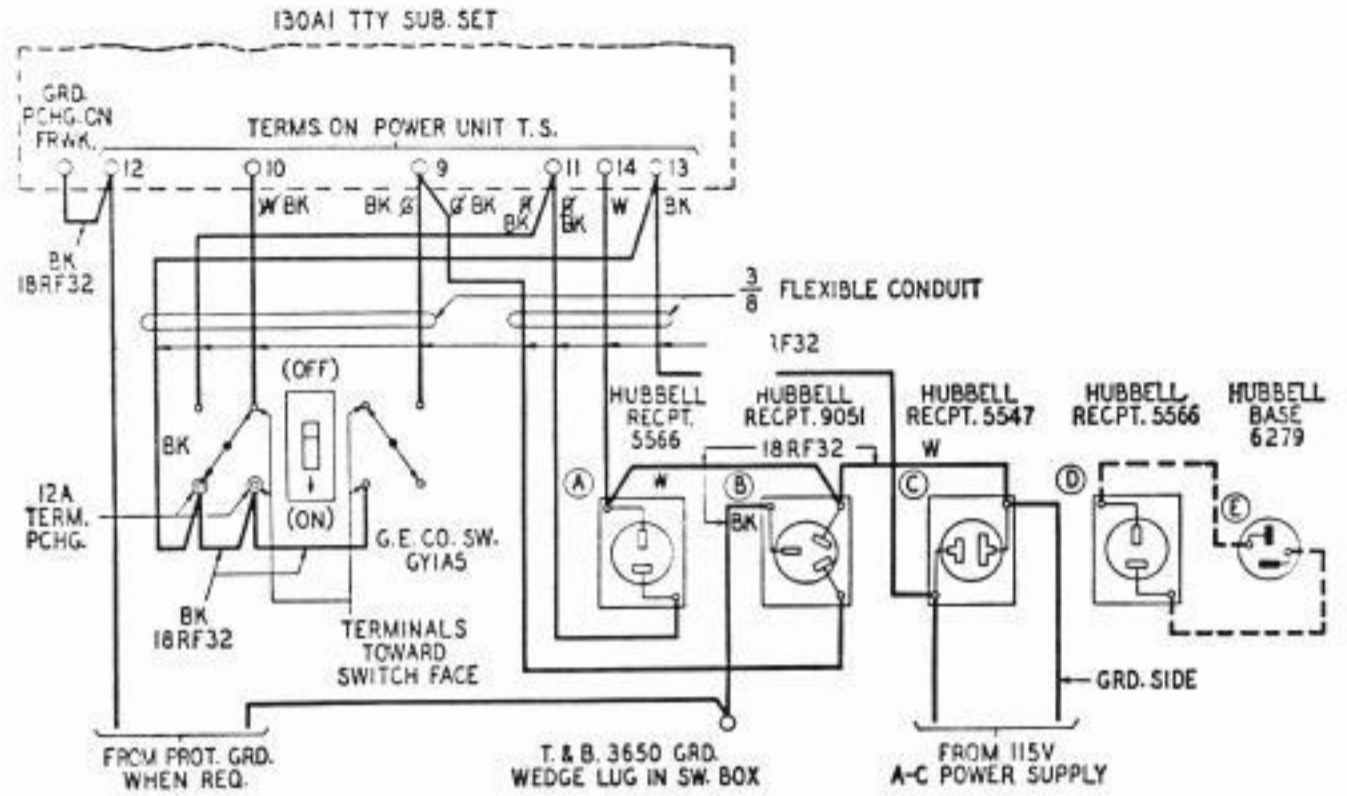 130A1 TTY SUB. SET
GRD.
PCHG. ON
FRWK.
TERMS. ON POWER UNIT T. S.
12
10
9
11
14
13
W BK
BK G
G BK
R
BK
R
BK
W
BK
BK
18RF32
3/8 FLEXIBLE CONDUIT
RF32
(OFF)
HUBBELL
RECPT.
5566
HUBBELL
RECPT. 9051
HUBBELL
RECPT. 5547
HUBBELL
RECPT. 5566
HUBBELL
BASE
6279
BK
18RF32
W
W
A
B
C
D
E
BK
12A
TERM.
PCHG.
(ON)
G. E. CO. SW.
GY1A5
BK
18RF32
TERMINALS
TOWARD
SWITCH FACE
GRD. SIDE
FROM PROT. GRD.
WHEN REQ.
T. & B. 3650 GRD.
WEDGE LUG IN SW. BOX
FROM 115V
A-C POWER SUPPLY